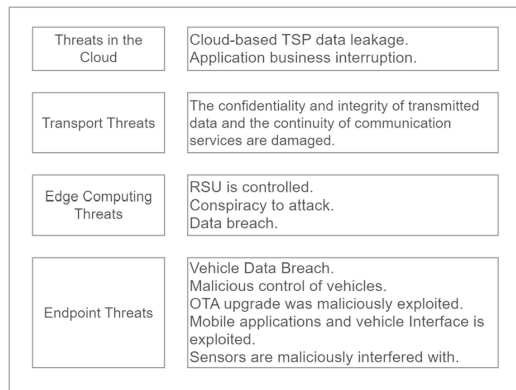 Threats in the
Cloud
Cloud-based TSP data leakage.
Application business interruption.
Transport Threats
The confidentiality and integrity of transmitted
data and the continuity of communication
services are damaged.
Edge Computing
Threats
RSU is controlled.
Conspiracy to attack.
Data breach.
Endpoint Threats
Vehicle Data Breach.
Malicious control of vehicles.
OTA upgrade was maliciously exploited.
Mobile applications and vehicle Interface is
exploited.
Sensors are maliciously interfered with.